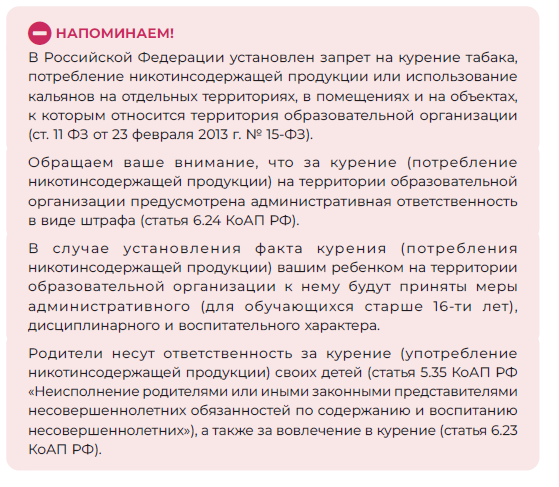 НАПОМИНАЕМ!
В Российской Федерации установлен запрет на курение табака,
потребление никотинсодержащей продукции или использование
кальянов на отдельных территориях, в помещениях и на объектах,
к которым относится территория образовательной организации
(ст. 11 ФЗ от 23 февраля 2013 г. № 15-ФЗ).
Обращаем ваше внимание, что за курение (потребление
никотинсодержащей продукции) на территории образовательной
организации предусмотрена административная ответственность
в виде штрафа (статья 6.24 КоАП РФ).
В случае установления факта курения (потребления
никотинсодержащей продукции) вашим ребенком на территории
образовательной организации к нему будут приняты меры
административного (для обучающихся старше 16-ти лет),
дисциплинарного и воспитательного характера.
Родители несут ответственность за курение (употребление
никотинсодержащей продукции) своих детей (статья 5.35 КоАП РФ
«Неисполнение родителями или иными законными представителями
несовершеннолетних обязанностей по содержанию и воспитанию
несовершеннолетних»), а также за вовлечение в курение (статья 6.23
КоАП РФ).